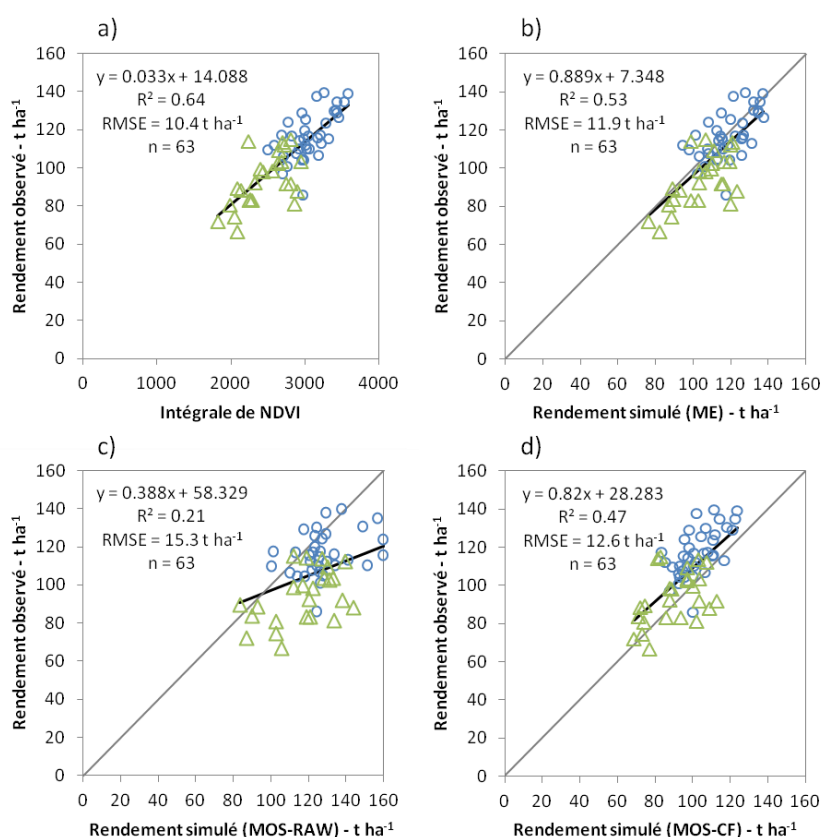 a)
y = 0.033x + 14.088
R² = 0.64
RMSE = 10.4 t ha⁻¹
n = 63
Rendement observé - t ha⁻¹
160
140
120
100
80
60
40
20
0
0 1000 2000 3000 4000
Intégrale de NDVI
b)
y = 0.889x + 7.348
R² = 0.53
RMSE = 11.9 t ha⁻¹
n = 63
Rendement observé - t ha⁻¹
160
140
120
100
80
60
40
20
0
0 20 40 60 80 100 120 140 160
Rendement simulé (ME) - t ha⁻¹
c)
y = 0.388x + 58.329
R² = 0.21
RMSE = 15.3 t ha⁻¹
n = 63
Rendement observé - t ha⁻¹
160
140
120
100
80
60
40
20
0
0 20 40 60 80 100 120 140 160
Rendement simulé (MOS-RAW) - t ha⁻¹
d)
y = 0.82x + 28.283
R² = 0.47
RMSE = 12.6 t ha⁻¹
n = 63
Rendement observé - t ha⁻¹
160
140
120
100
80
60
40
20
0
0 20 40 60 80 100 120 140 160
Rendement simulé (MOS-CF) - t ha⁻¹